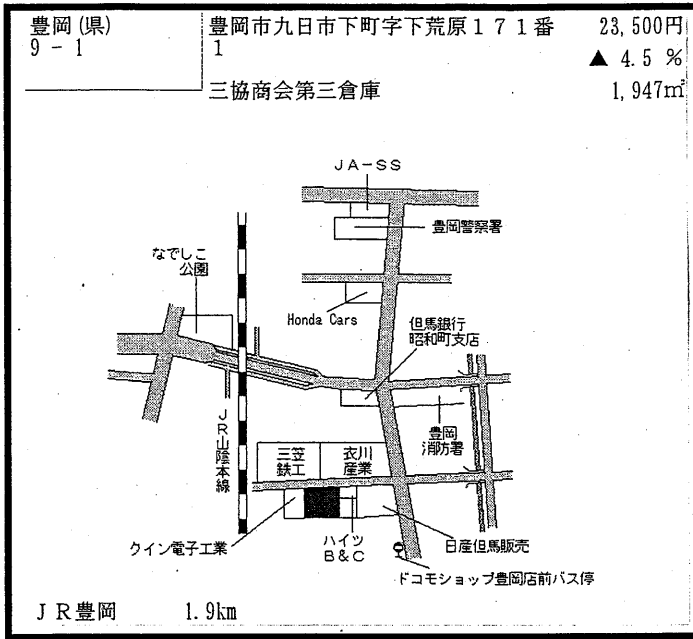 豊岡(県)
9-1
豊岡市九日市下町字下荒原171番
1
三協商会第三倉庫
23,500円
▲ 4.5 %
1,947㎡
JA-SS
豊岡警察署
なでしこ
公園
Honda Cars
但馬銀行
昭和町支店
JR山陰本線
豊岡
消防署
三笠
鉄工
衣川
産業
クイン電子工業
ハイツ
B&C
日産但馬販売
ドコモショップ豊岡店前バス停
JR豊岡 1.9km